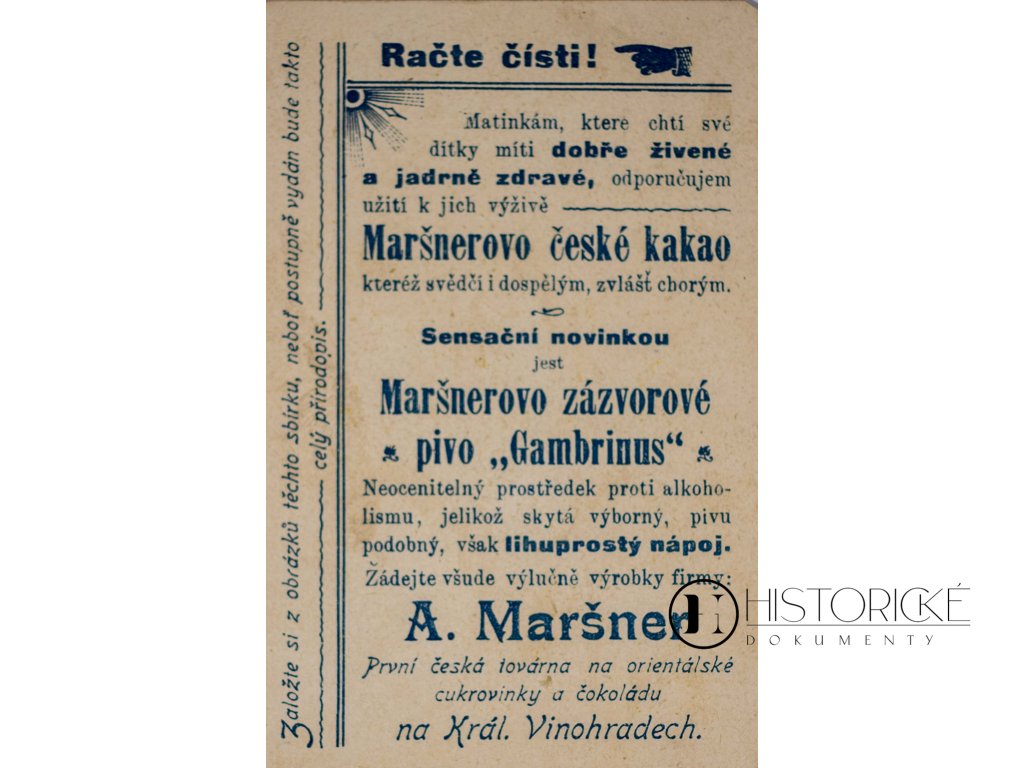 Račte čísti!
Matinkám, které chtí své
dítky míti dobře živené
a jadrně zdravé, odporučujem
užití k jich výživě
Maršnerovo české kakao
kteréž svědčí i dospělým, zvlášť chorým.
Sensační novinkou
jest
Maršnerovo zázvorové
pivo „Gambrinus“
Neocenitelný prostředek proti alkoho-
lismu, jelikož skytá výborný, pivu
podobný, však lihuprostý nápoj.
Žádejte všude výlučně výrobky firmy:
A. Maršner
První česká továrna na orientálské
cukrovinky a čokoládu
na Král. Vinohradech.
Založte si z obrázků těchto sbírku, neboť postupně vydán bude takto
celý přírodopis.
HISTORICKÉ
DOKUMENTY